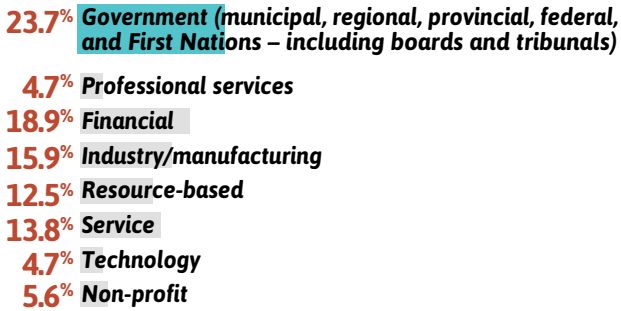 23.7% Government (municipal, regional, provincial, federal,
and First Nations – including boards and tribunals)
4.7% Professional services
18.9% Financial
15.9% Industry/manufacturing
12.5% Resource-based
13.8% Service
4.7% Technology
5.6% Non-profit